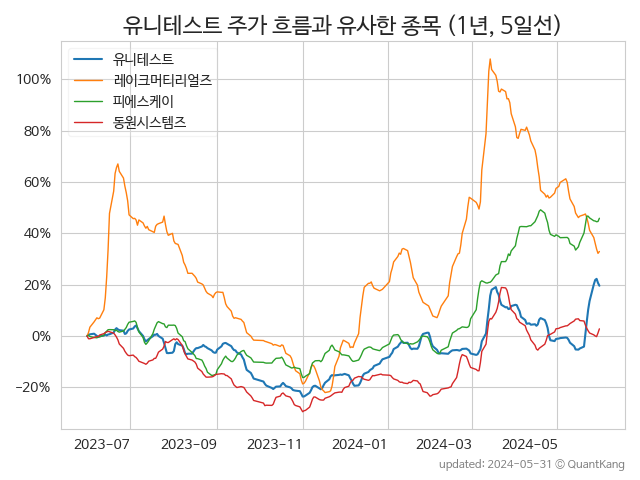 유니테스트 주가 흐름과 유사한 종목 (1년, 5일선)
유니테스트
레이크머티리얼즈
피에스케이
동원시스템즈
100%
80%
60%
40%
20%
0%
−20%
2023-07
2023-09
2023-11
2024-01
2024-03
2024-05
updated: 2024-05-31 © QuantKang